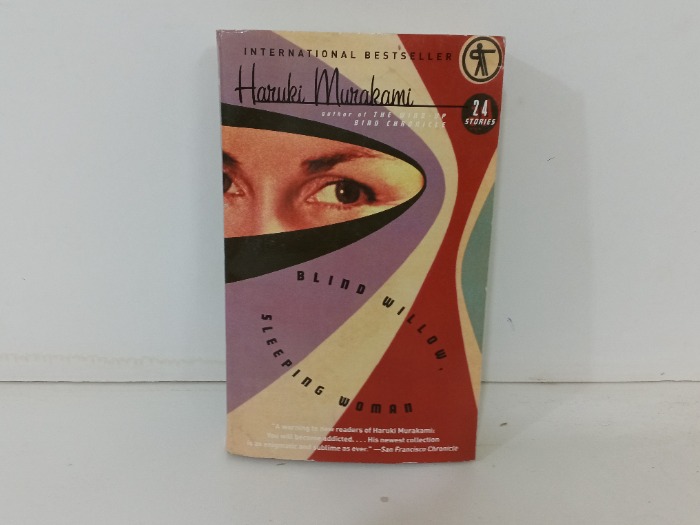 INTERNATIONAL BESTSELLER
Haruki Murakami
author of THE WIND-UP
BIRD CHRONICLE
24
STORIES
BLIND WILLOW,
SLEEPING WOMAN
"A warning to new readers of Haruki Murakami:
You will become addicted. . . . His newest collection
is as enigmatic and sublime as ever." —San Francisco Chronicle